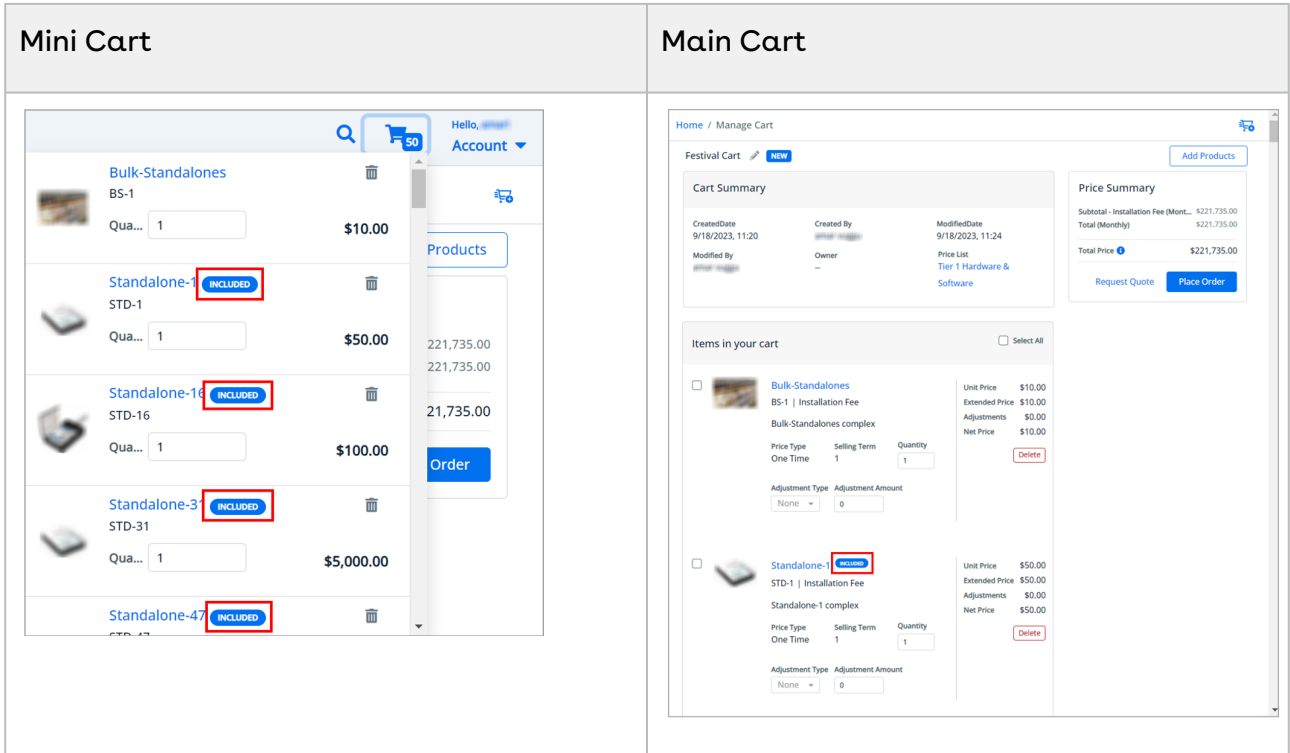 Mini Cart
Main Cart
50
Hello,
Account
Bulk-Standalones
BS-1
Qua... 1
$10.00
Products
Standalone-1 INCLUDED
STD-1
Qua... 1
$50.00
221,735.00
221,735.00
Standalone-16 INCLUDED
STD-16
21,735.00
Qua... 1
$100.00
Order
Standalone-31 INCLUDED
STD-31
Qua... 1
$5,000.00
Standalone-47 INCLUDED
STD-47
Home / Manage Cart
Festival Cart NEW
Add Products
Cart Summary
CreatedDate
9/18/2023, 11:20
Created By
ModifiedDate
9/18/2023, 11:24
Modified By
Owner
--
Price List
Tier 1 Hardware &
Software
Price Summary
Subtotal - Installation Fee (Mont... $221,735.00
Total (Monthly) $221,735.00
Total Price $221,735.00
Request Quote Place Order
Items in your cart
Select All
Bulk-Standalones
BS-1 | Installation Fee
Bulk-Standalones complex
Price Type Selling Term Quantity
One Time 1 1
Adjustment Type Adjustment Amount
None 0
Unit Price $10.00
Extended Price $10.00
Adjustments $0.00
Net Price $10.00
Delete
Standalone-1 INCLUDED
STD-1 | Installation Fee
Standalone-1 complex
Price Type Selling Term Quantity
One Time 1 1
Adjustment Type Adjustment Amount
None 0
Unit Price $50.00
Extended Price $50.00
Adjustments $0.00
Net Price $50.00
Delete